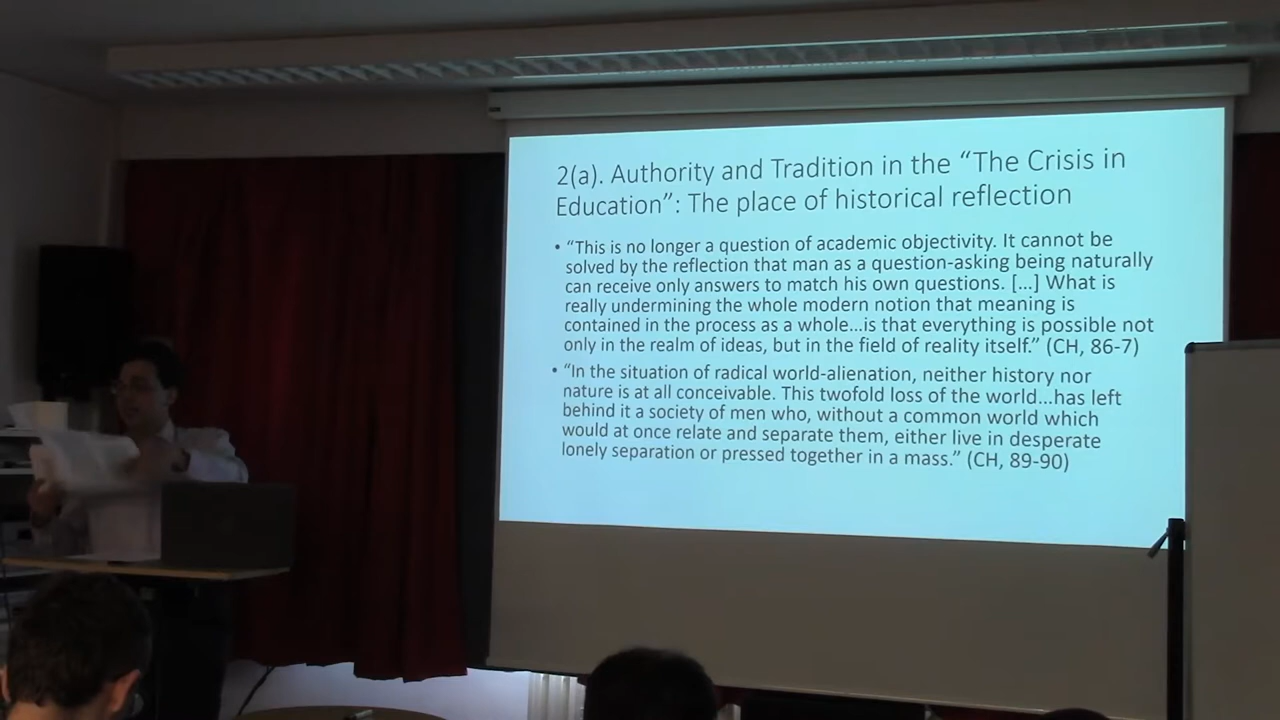 2(a). Authority and Tradition in the “The Crisis in
Education”: The place of historical reflection
• “This is no longer a question of academic objectivity. It cannot be
solved by the reflection that man as a question-asking being naturally
can receive only answers to match his own questions. […] What is
really undermining the whole modern notion that meaning is
contained in the process as a whole…is that everything is possible not
only in the realm of ideas, but in the field of reality itself.” (CH, 86-7)
• “In the situation of radical world-alienation, neither history nor
nature is at all conceivable. This twofold loss of the world…has left
behind it a society of men who, without a common world which
would at once relate and separate them, either live in desperate
lonely separation or pressed together in a mass.” (CH, 89-90)